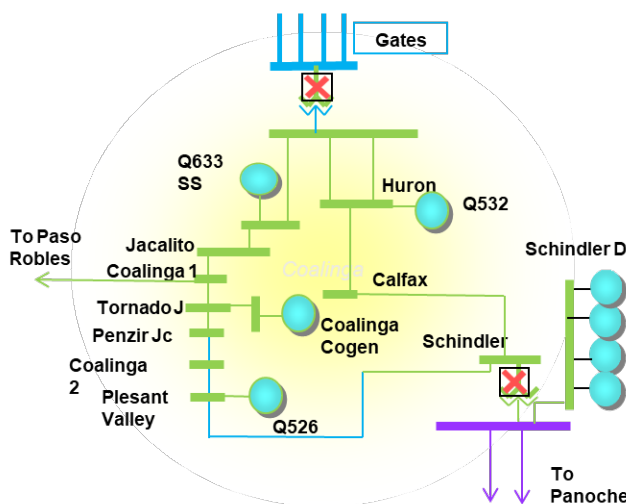 Gates
Q633
SS
Huron
Q532
To Paso
Robles
Jacalito
Coalinga 1
Coalinga
Schindler D
Calfax
Tornado J
Penzir Jc
Coalinga
Cogen
Schindler
Coalinga
2
Plesant
Valley
Q526
To
Panoche